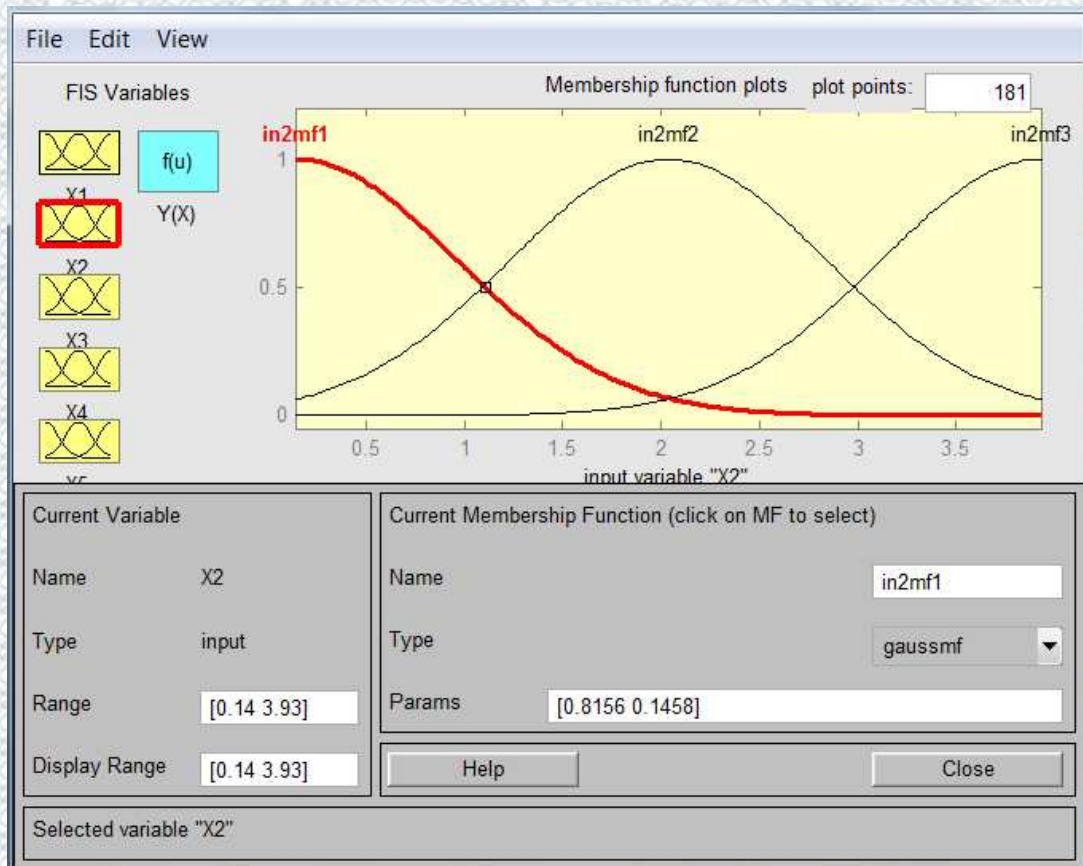 File Edit View
FIS Variables
Membership function plots plot points: 181
f(u)
X1
Y(X)
X2
X3
X4
X5
in2mf1 in2mf2 in2mf3
1
0.5
0
0.5 1 1.5 2 2.5 3 3.5
input variable "X2"
Current Variable
Name X2
Type input
Range [0.14 3.93]
Display Range [0.14 3.93]
Current Membership Function (click on MF to select)
Name in2mf1
Type gaussmf
Params [0.8156 0.1458]
Help Close
Selected variable "X2"